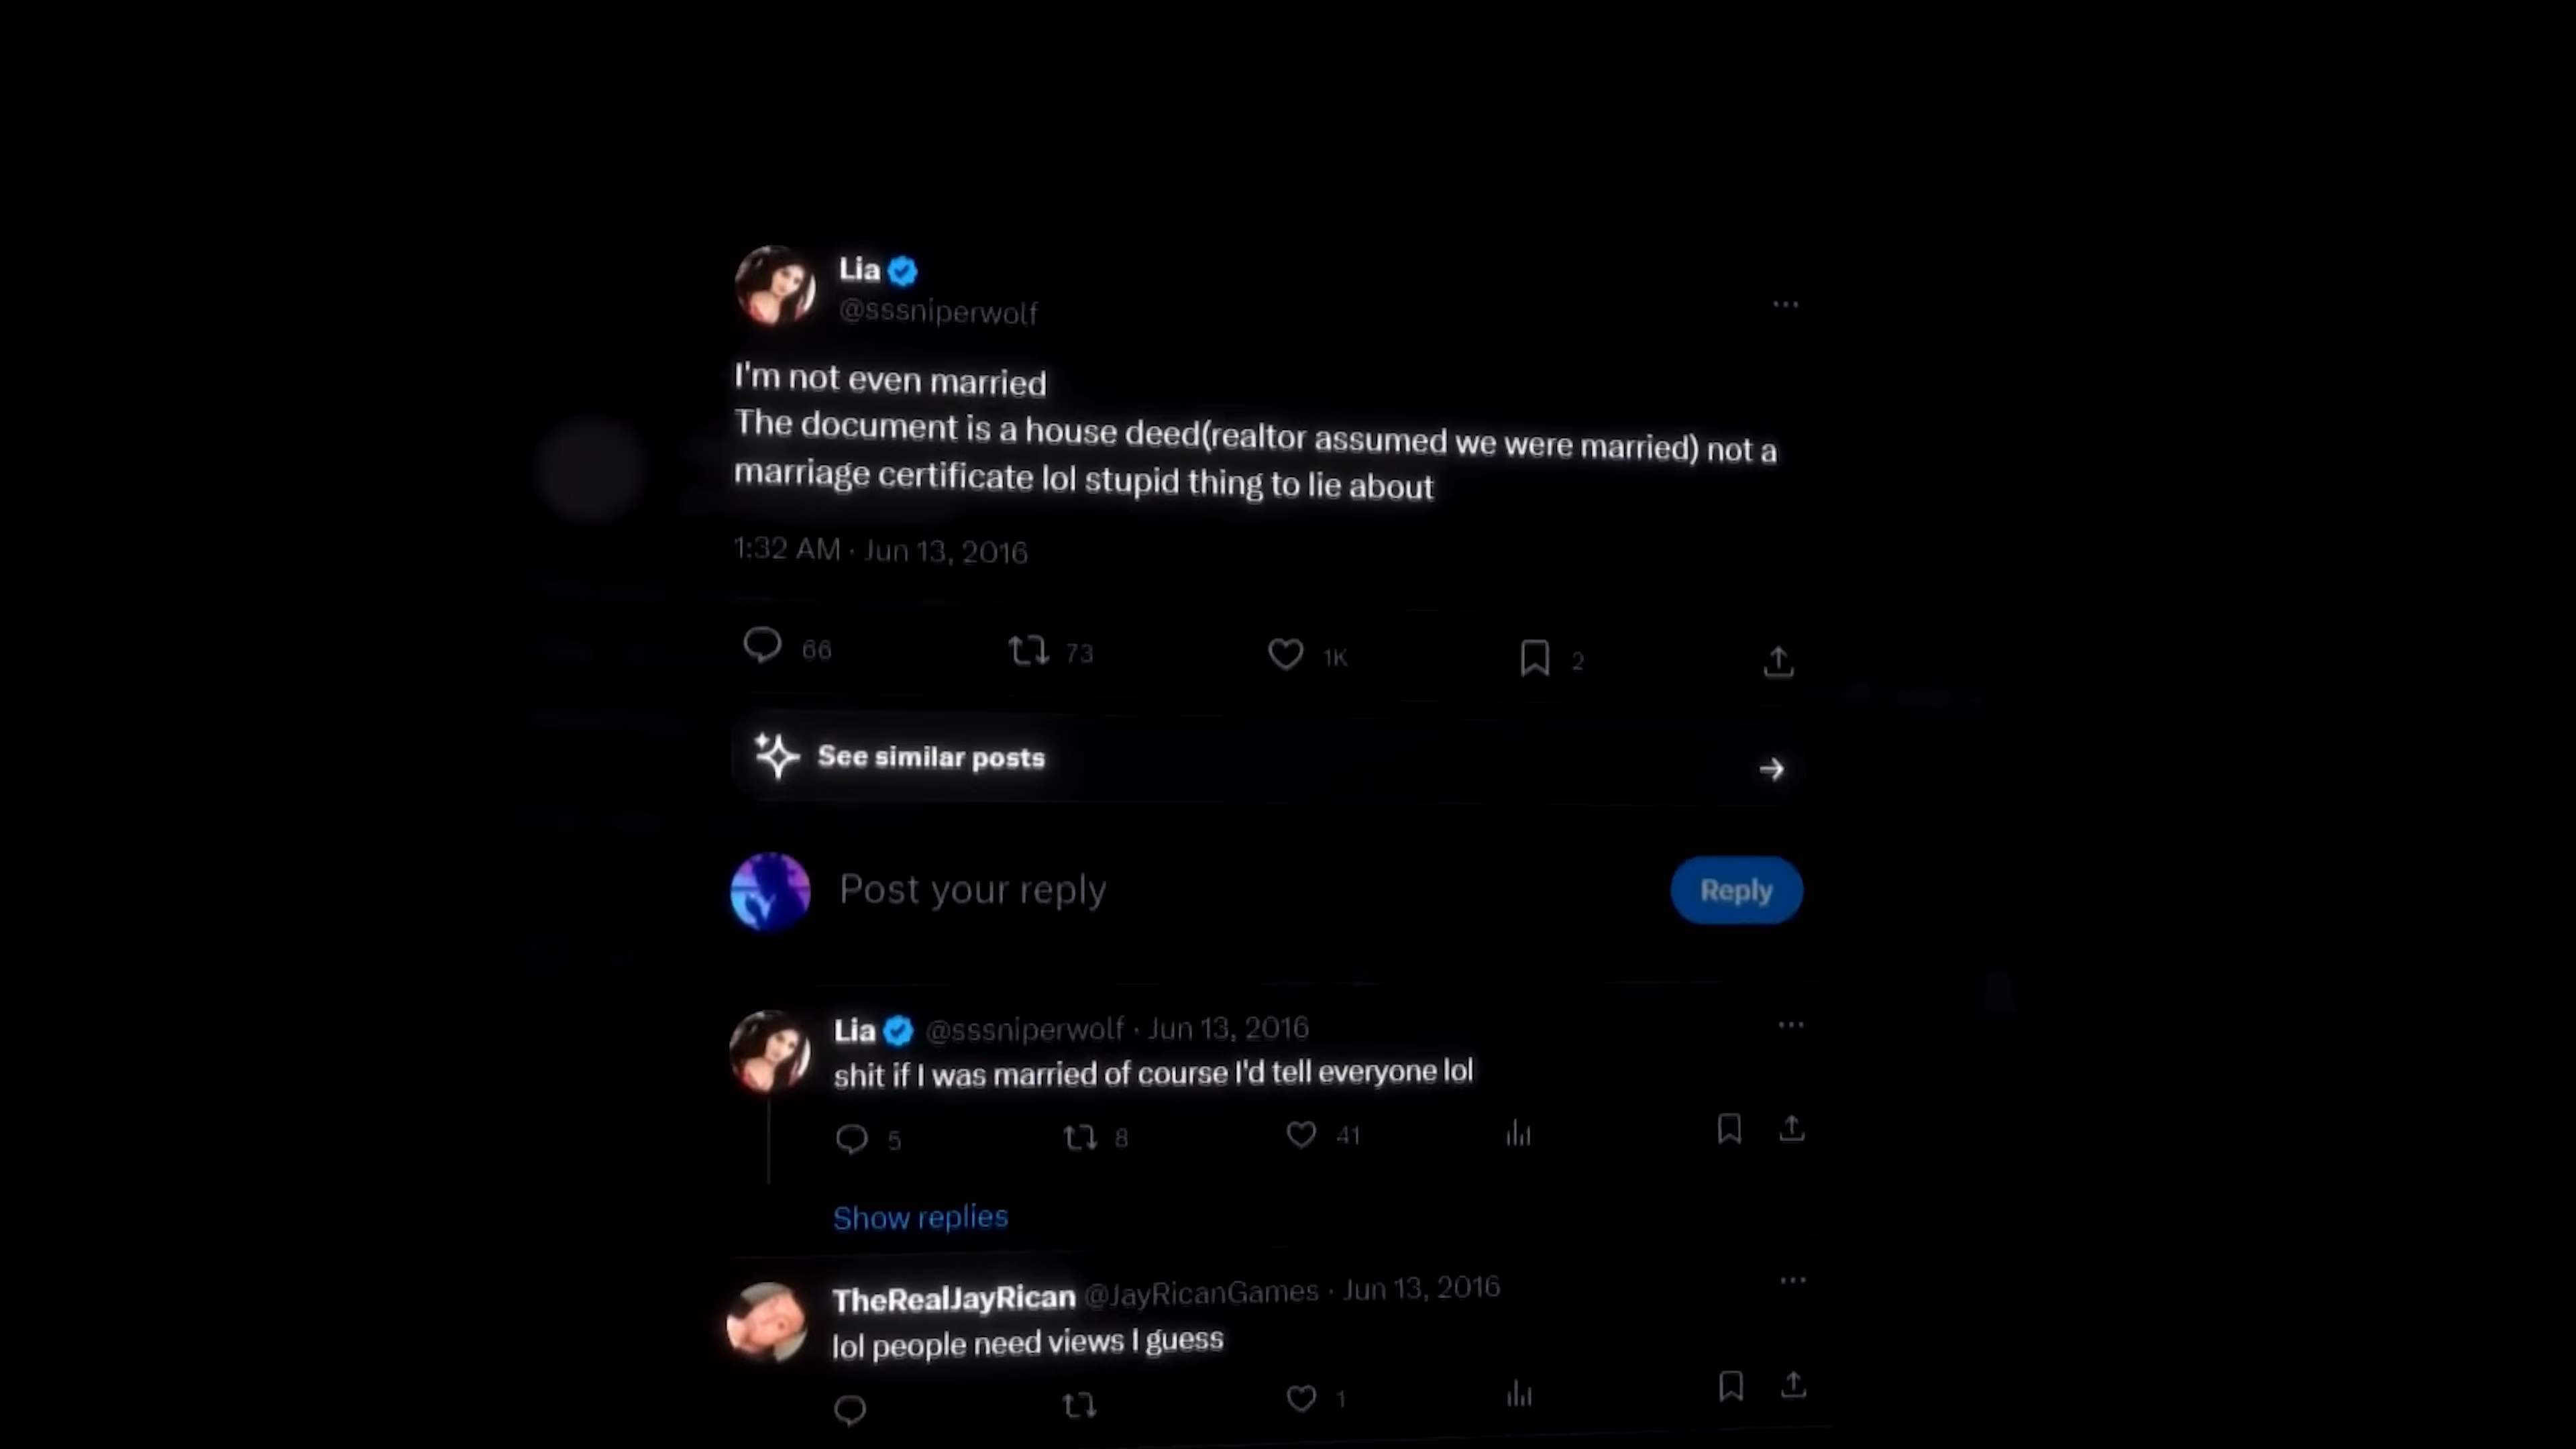 Lia
@sssniperwolf
I'm not even married
The document is a house deed(realtor assumed we were married) not a
marriage certificate lol stupid thing to lie about
1:32 AM · Jun 13, 2016
66 73 1K 2
See similar posts
Post your reply
Reply
Lia @sssniperwolf · Jun 13, 2016
shit if I was married of course I'd tell everyone lol
5 8 41
Show replies
TheRealJayRican @JayRicanGames · Jun 13, 2016
lol people need views I guess
1